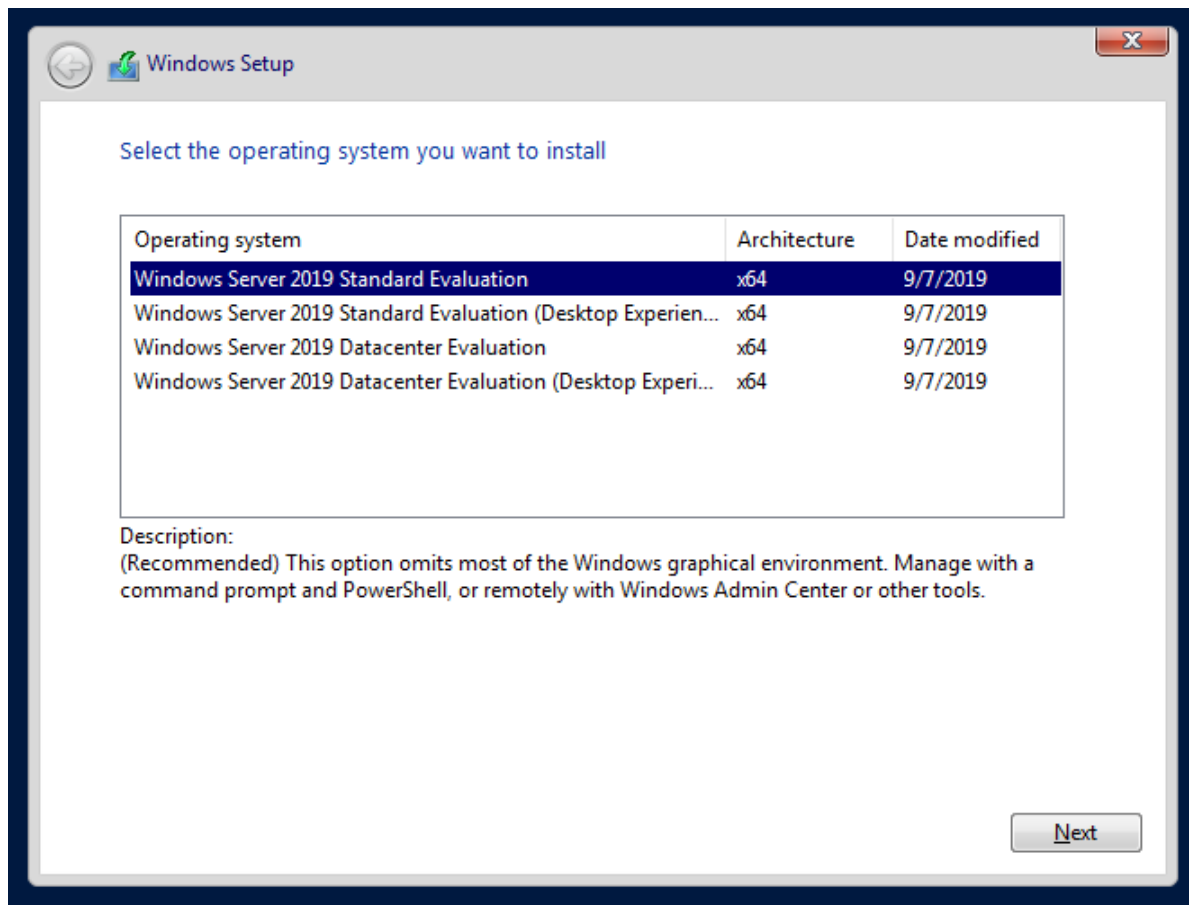 Windows Setup
Select the operating system you want to install
Operating system Architecture Date modified
Windows Server 2019 Standard Evaluation x64 9/7/2019
Windows Server 2019 Standard Evaluation (Desktop Experien... x64 9/7/2019
Windows Server 2019 Datacenter Evaluation x64 9/7/2019
Windows Server 2019 Datacenter Evaluation (Desktop Experi... x64 9/7/2019
Description:
(Recommended) This option omits most of the Windows graphical environment. Manage with a
command prompt and PowerShell, or remotely with Windows Admin Center or other tools.
Next